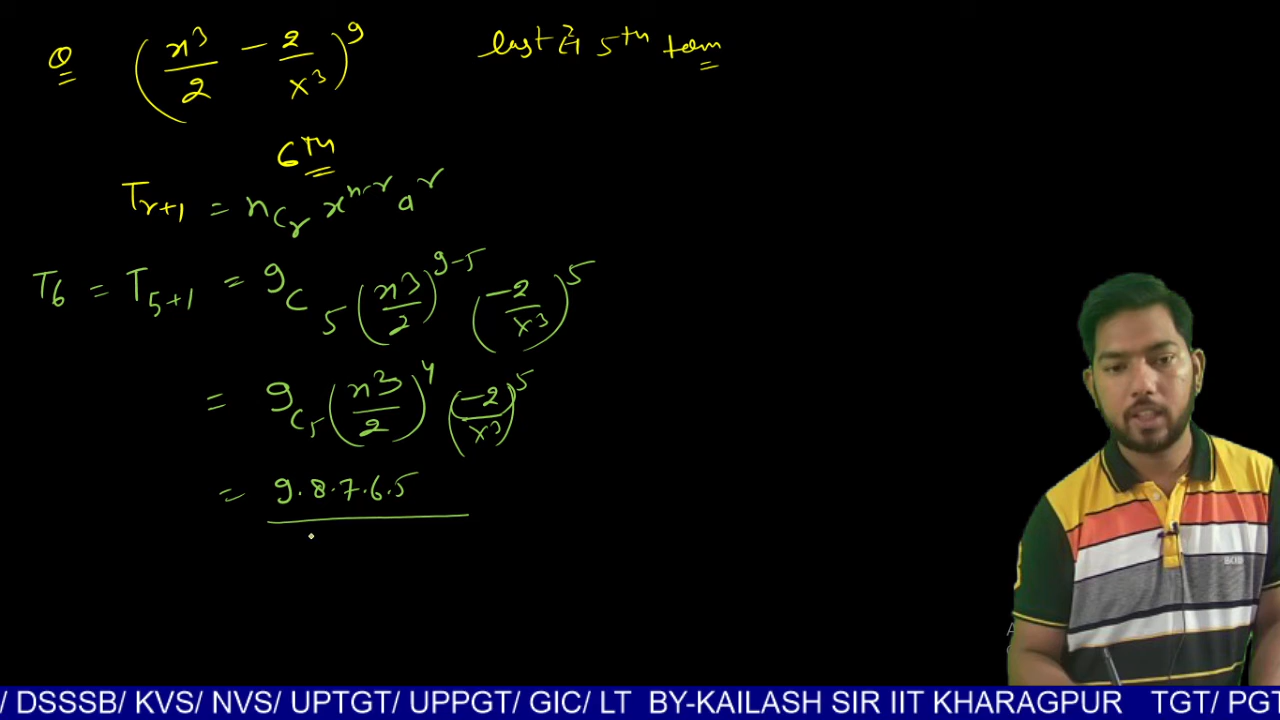 Q (x³/2 - 2/x³)⁹ last से 5th term
6th
Tr+1 = nCr xⁿ⁻ʳ aʳ
T6 = T5+1 = 9C5 (x³/2)⁹⁻⁵ (-2/x³)⁵
= 9C5 (x³/2)⁴ (-2/x³)⁵
= 9.8.7.6.5
/ DSSSB/ KVS/ NVS/ UPTGT/ UPPGT/ GIC/ LT BY-KAILASH SIR IIT KHARAGPUR TGT/ PG